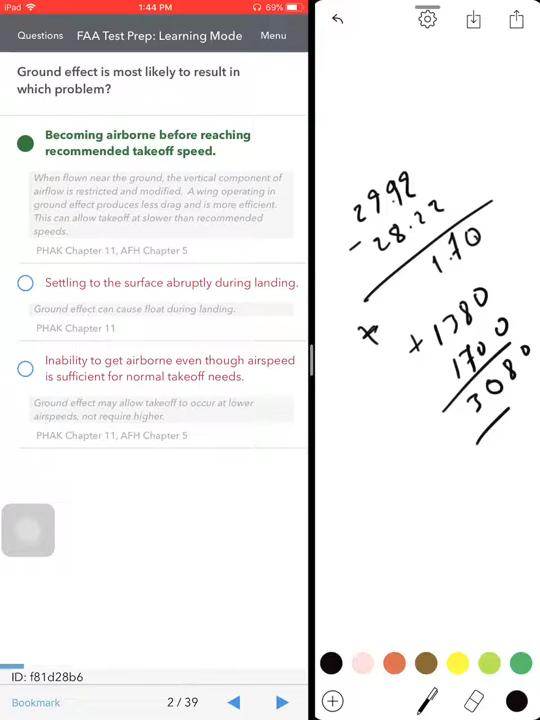 iPad 1:44 PM 69%
Questions FAA Test Prep: Learning Mode Menu
Ground effect is most likely to result in
which problem?
Becoming airborne before reaching
recommended takeoff speed.
When flown near the ground, the vertical component of
airflow is restricted and modified. A wing operating in
ground effect produces less drag and is more efficient.
This can allow takeoff at slower than recommended
speeds.
PHAK Chapter 11, AFH Chapter 5
Settling to the surface abruptly during landing.
Ground effect can cause float during landing.
PHAK Chapter 11
Inability to get airborne even though airspeed
is sufficient for normal takeoff needs.
Ground effect may allow takeoff to occur at lower
airspeeds, not require higher.
PHAK Chapter 11, AFH Chapter 5
ID: f81d28b6
Bookmark 2 / 39
29.92
- 28.22
1.70
+ 1380
1700
3080